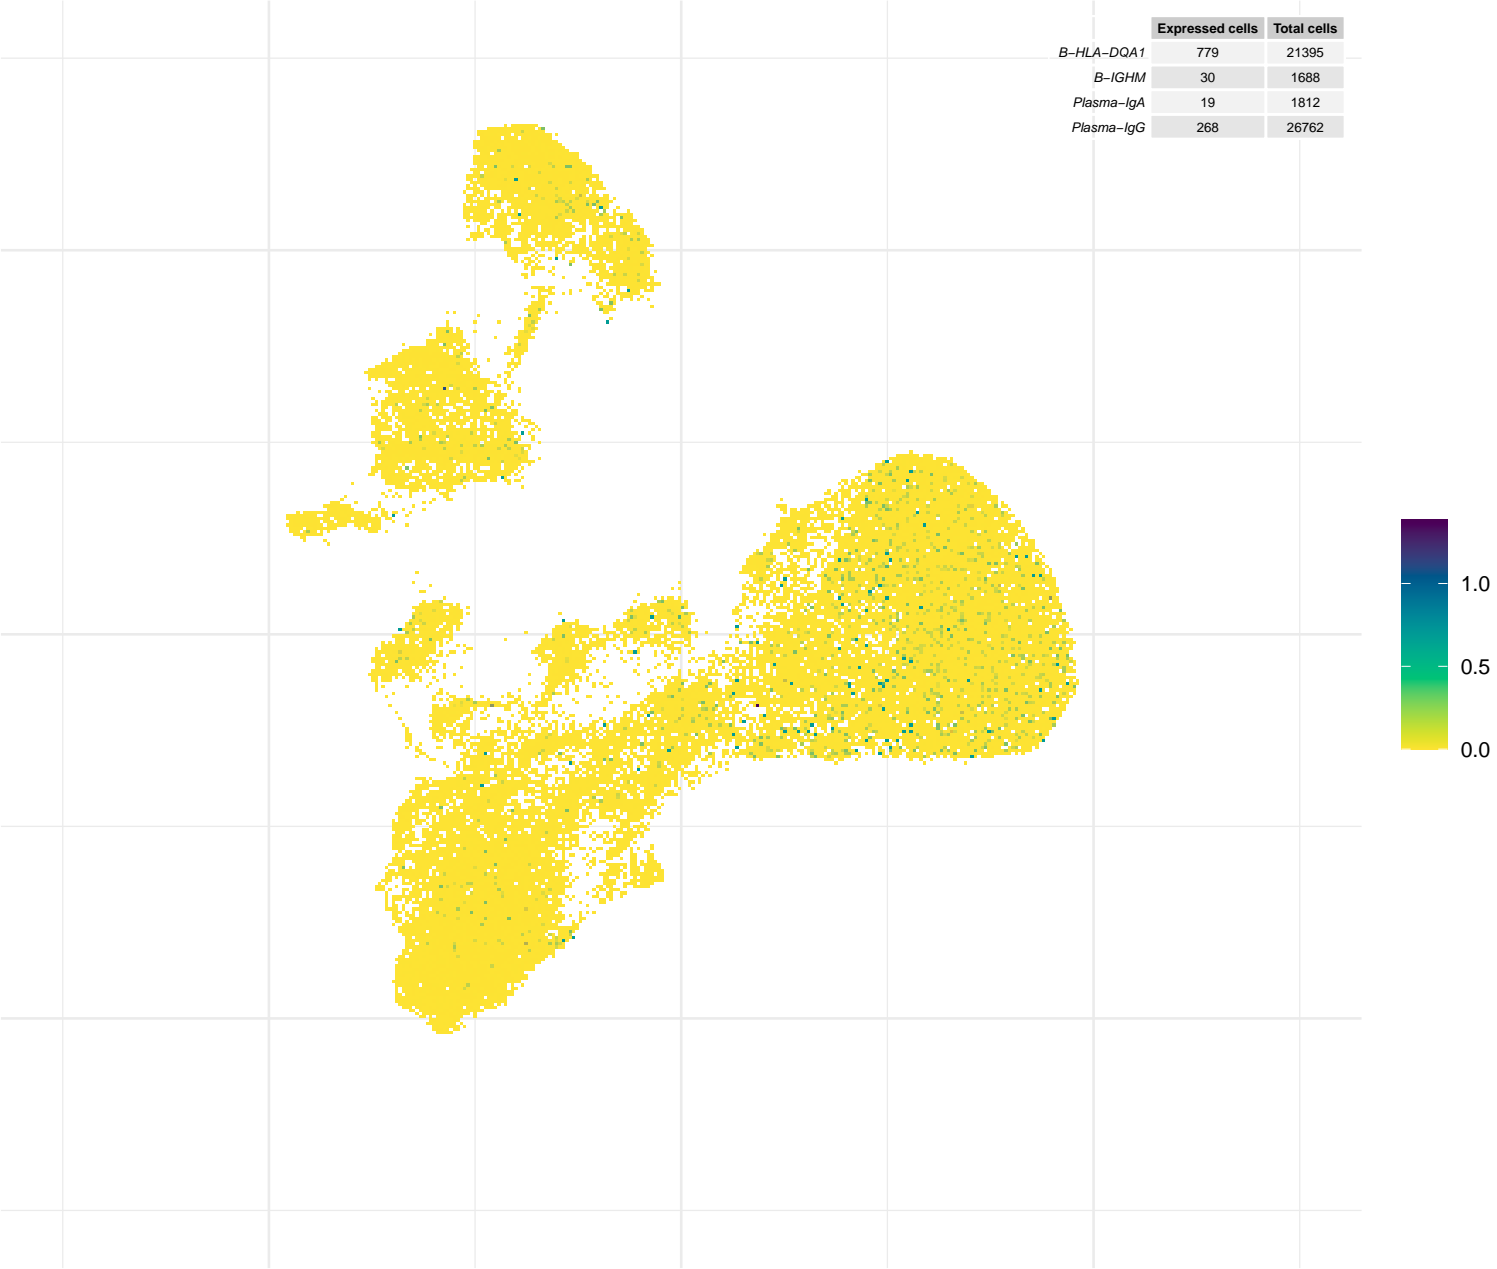 Expressed cells Total cells
B−HLA−DQA1 779 21395
B−IGHM 30 1688
Plasma−IgA 19 1812
Plasma−IgG 268 26762
1.0
0.5
0.0